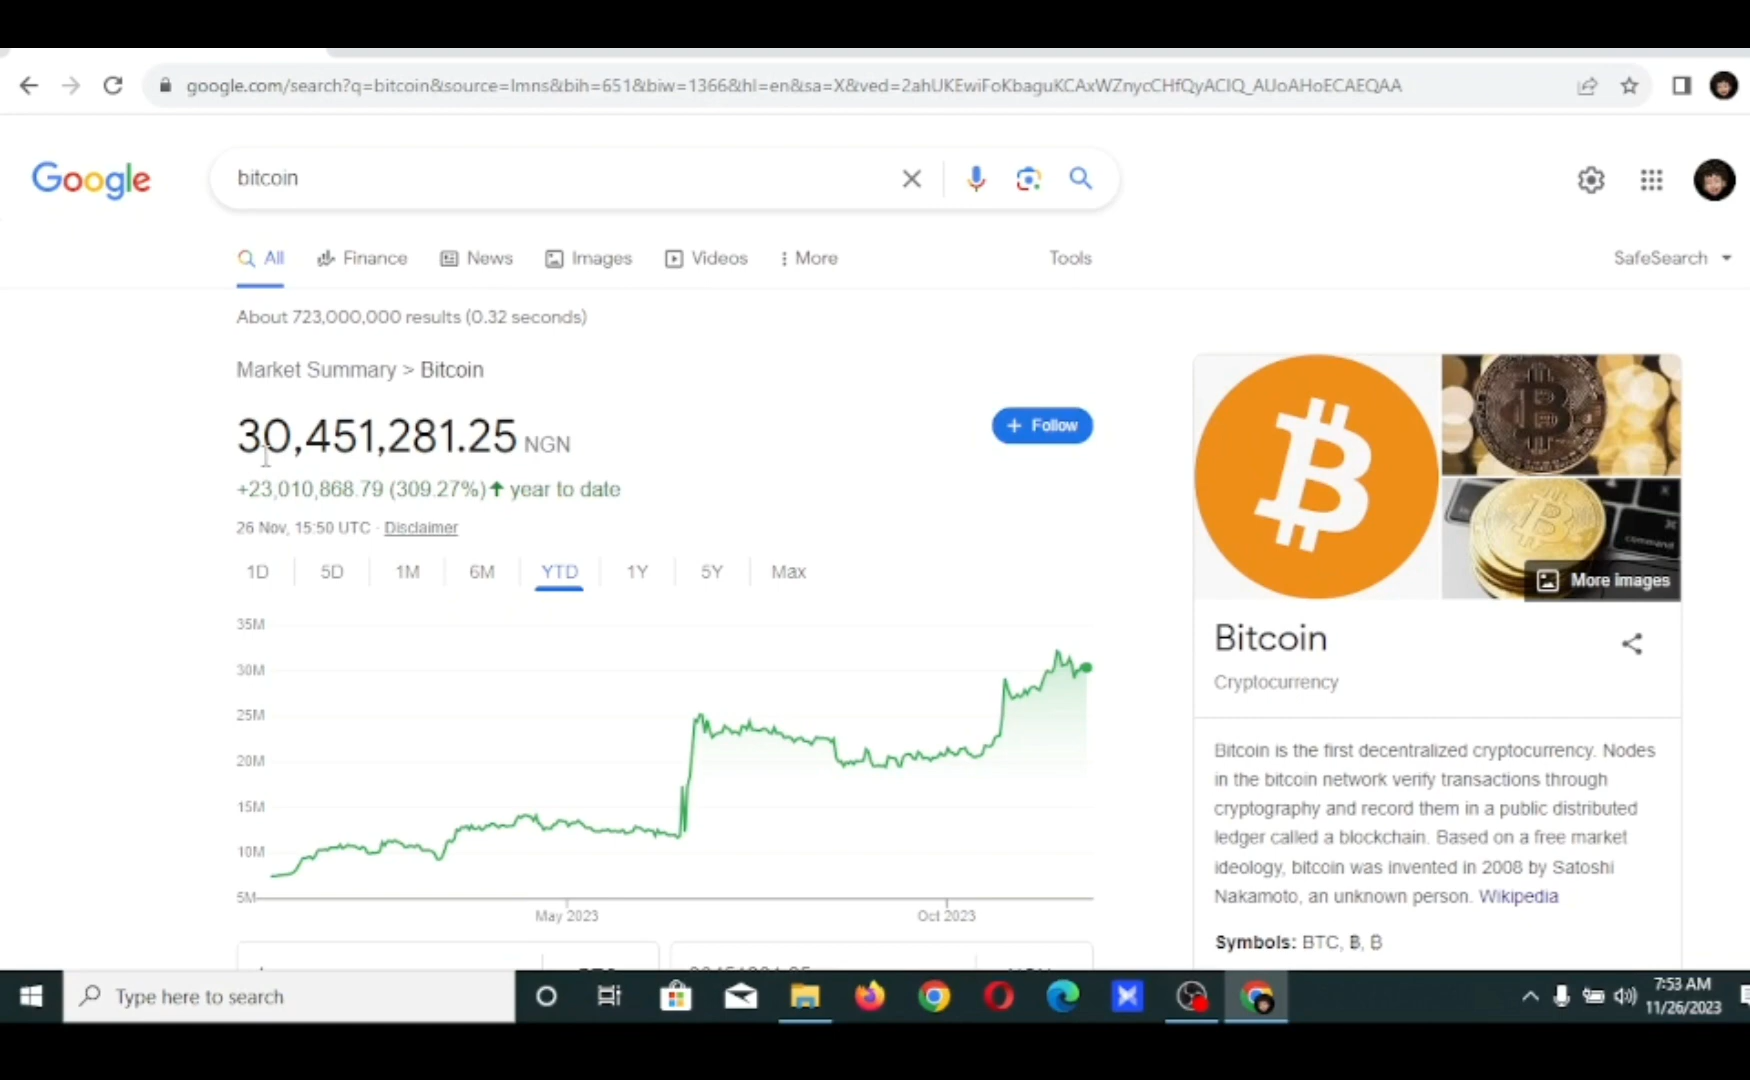 google.com/search?q=bitcoin&source=lmns&bih=651&biw=1366&hl=en&sa=X&ved=2ahUKEwiFoKbaguKCAxWZnycCHfQyACIQ_AUoAHoECAEQAA
Google
bitcoin
All Finance News Images Videos More Tools SafeSearch
About 723,000,000 results (0.32 seconds)
Market Summary > Bitcoin
30,451,281.25 NGN
+ Follow
+23,010,868.79 (309.27%) year to date
26 Nov, 15:50 UTC · Disclaimer
1D 5D 1M 6M YTD 1Y 5Y Max
35M
30M
25M
20M
15M
10M
5M
May 2023 Oct 2023
command
More images
Bitcoin
Cryptocurrency
Bitcoin is the first decentralized cryptocurrency. Nodes
in the bitcoin network verify transactions through
cryptography and record them in a public distributed
ledger called a blockchain. Based on a free market
ideology, bitcoin was invented in 2008 by Satoshi
Nakamoto, an unknown person. Wikipedia
Symbols: BTC, ₿, ₿
Type here to search
7:53 AM
11/26/2023